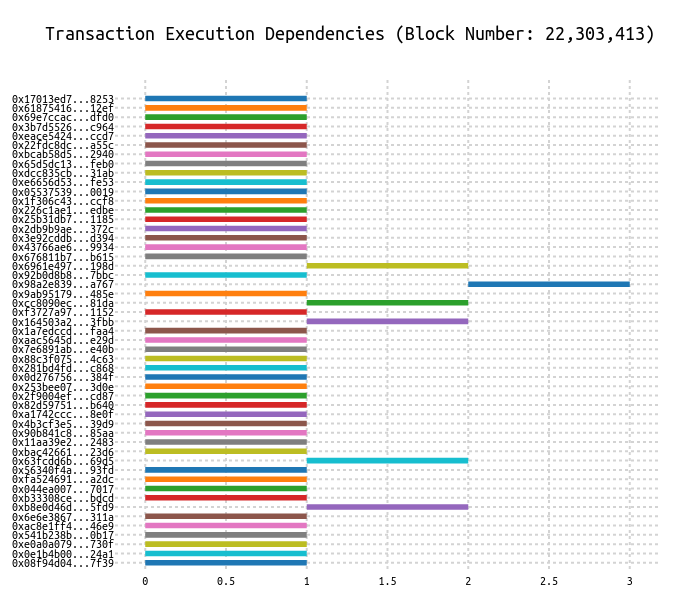 Transaction Execution Dependencies (Block Number: 22,303,413)
0x17013ed7...8253
0x61875416...12ef
0x69e7ccac...dfd0
0x3b7d5526...c964
0xeace5424...ccd7
0x22fdc8dc...a55c
0xbcab58d5...2940
0x65d5dc13...feb0
0xdcc835cb...31ab
0xe6656d53...fe53
0x05537539...0019
0x1f306c43...ccf8
0x226c1ae1...edbe
0x25b31db7...1185
0x2db9b9ae...372c
0x3e92cddb...d394
0x43766ae6...9934
0x676811b7...b615
0x6961e497...198d
0x92b0d8b8...7bbc
0x98a2e839...a767
0x9ab95179...485e
0xcc8090ec...81da
0xf3727a97...1152
0x164503a2...3fbb
0x1a7edccd...faa4
0xaac5645d...e29d
0x7e6891ab...e40b
0x88c3f075...4c63
0x281bd4fd...c868
0x0d276756...384f
0x253bee07...3d0e
0x2f9004ef...cd87
0x82d59751...b640
0xa1742ccc...8e0f
0x4b3cf3e5...39d9
0x90b841c8...85aa
0x11aa39e2...2483
0xbac42661...23d6
0x63fcdd6b...69d5
0x56340f4a...93fd
0xfa524691...a2dc
0x044ea007...7017
0xb33308ce...bdcd
0xb8e0d46d...5fd9
0x6e6e3867...311a
0xac8e1ff4...46e9
0x541b238b...0b17
0xe0a0a079...730f
0x0e1b4b00...24a1
0x08f94d04...7f39
0 0.5 1 1.5 2 2.5 3